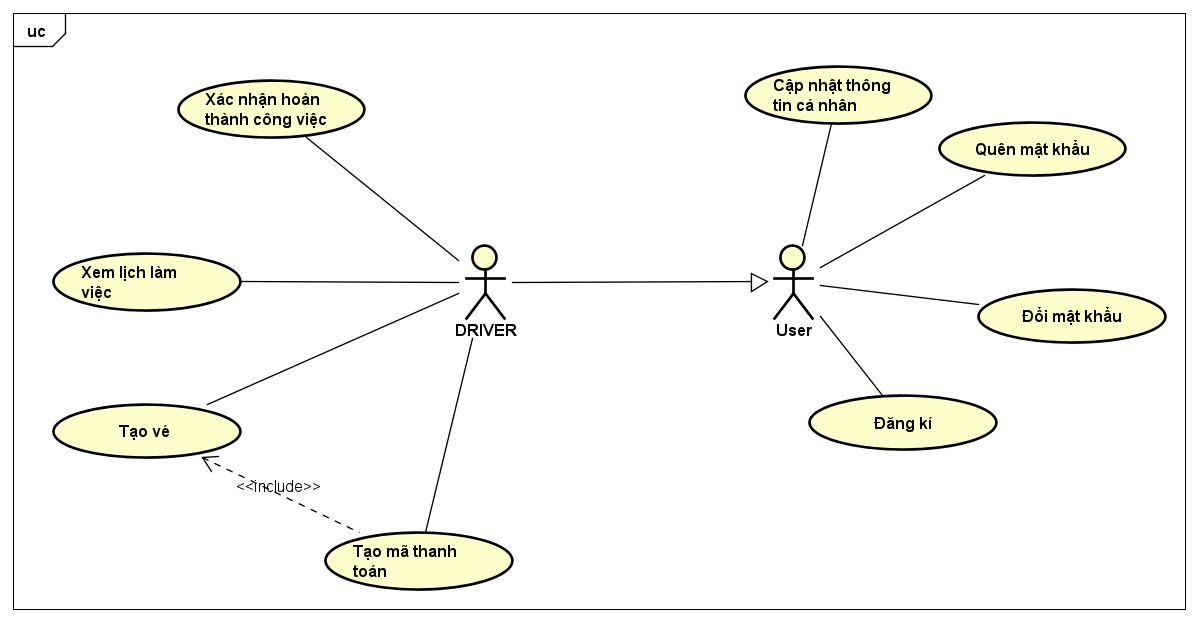 uc
Xác nhận hoàn
thành công việc
Cập nhật thông
tin cá nhân
Quên mật khẩu
Xem lịch làm
việc
DRIVER
User
Đổi mật khẩu
Tạo vé
Đăng kí
<<include>>
Tạo mã thanh
toán